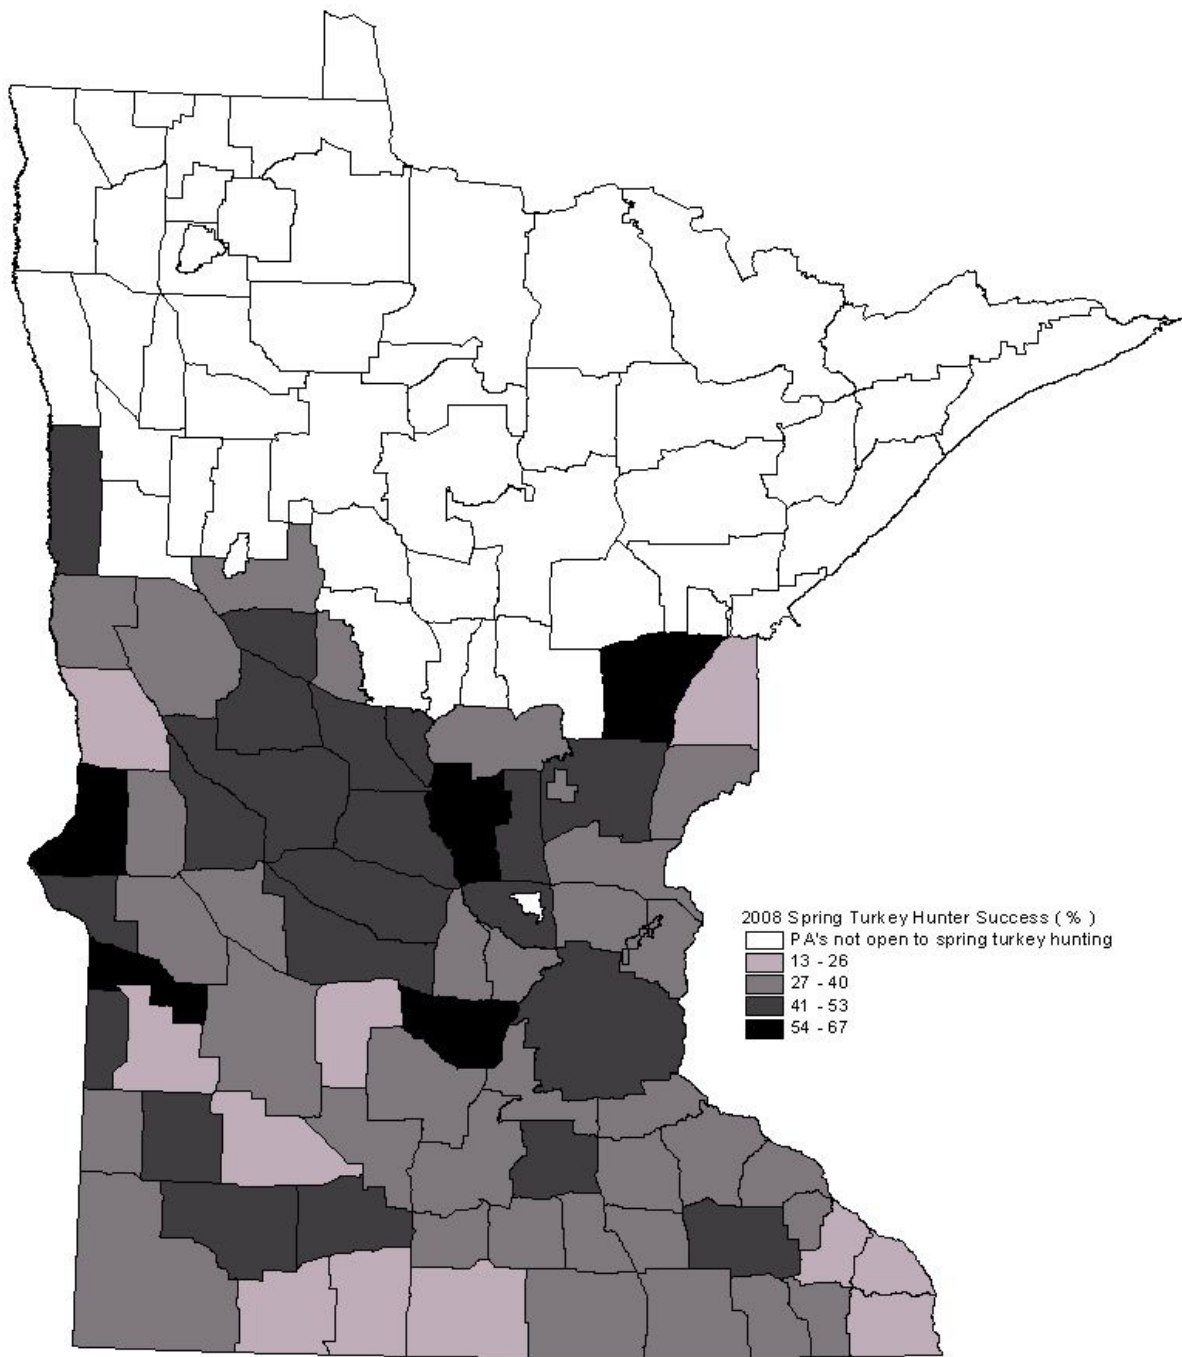 2008 Spring Turkey Hunter Success ( % )
PA's not open to spring turkey hunting
13 - 26
27 - 40
41 - 53
54 - 67